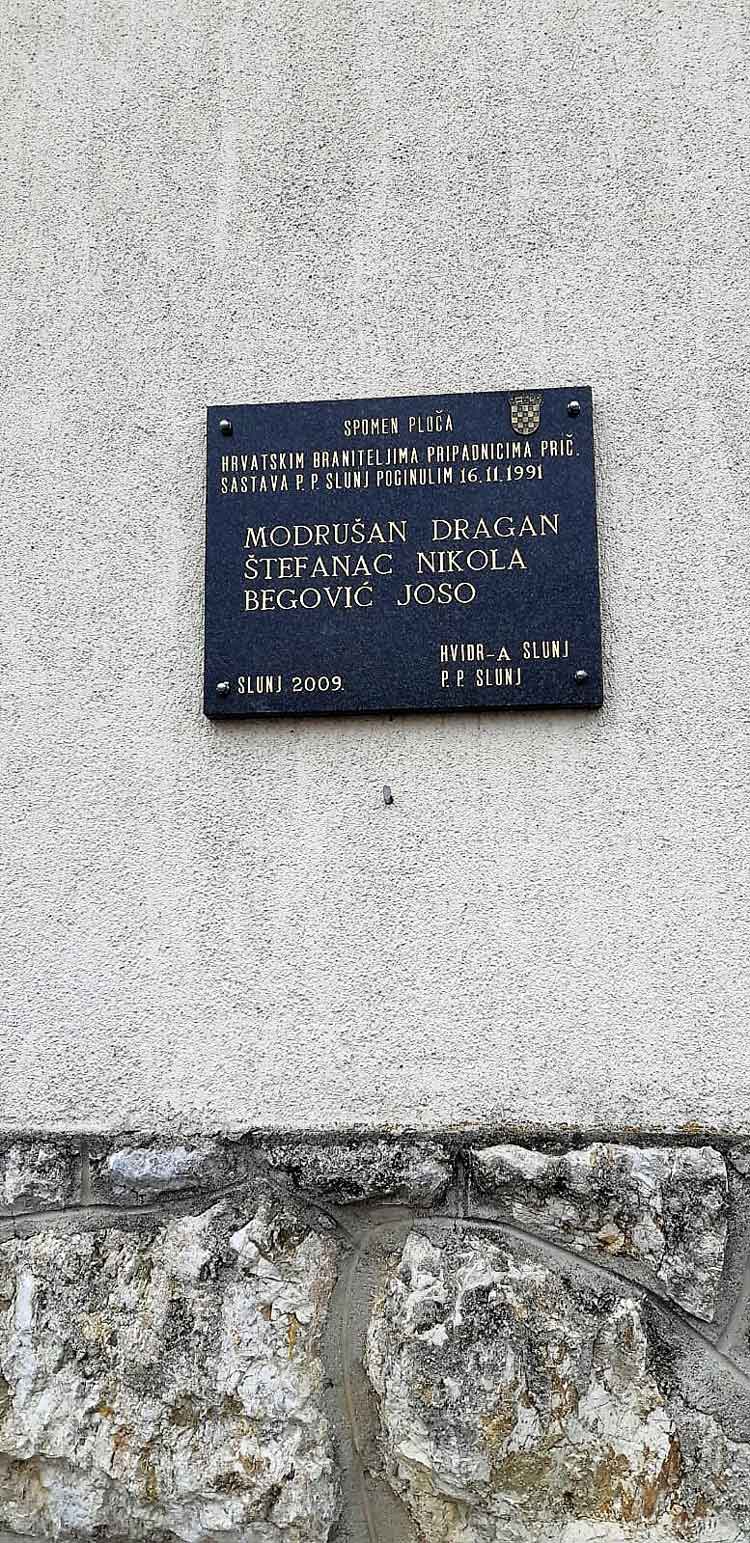 SPOMEN PLOČA
HRVATSKIM BRANITELJIMA PRIPADNICIMA PRIČ.
SASTAVA P. P. SLUNJ POGINULIM 16.11.1991
MODRUŠAN DRAGAN
ŠTEFANAC NIKOLA
BEGOVIĆ JOSO
HVIDR-A SLUNJ
SLUNJ 2009. P. P. SLUNJ